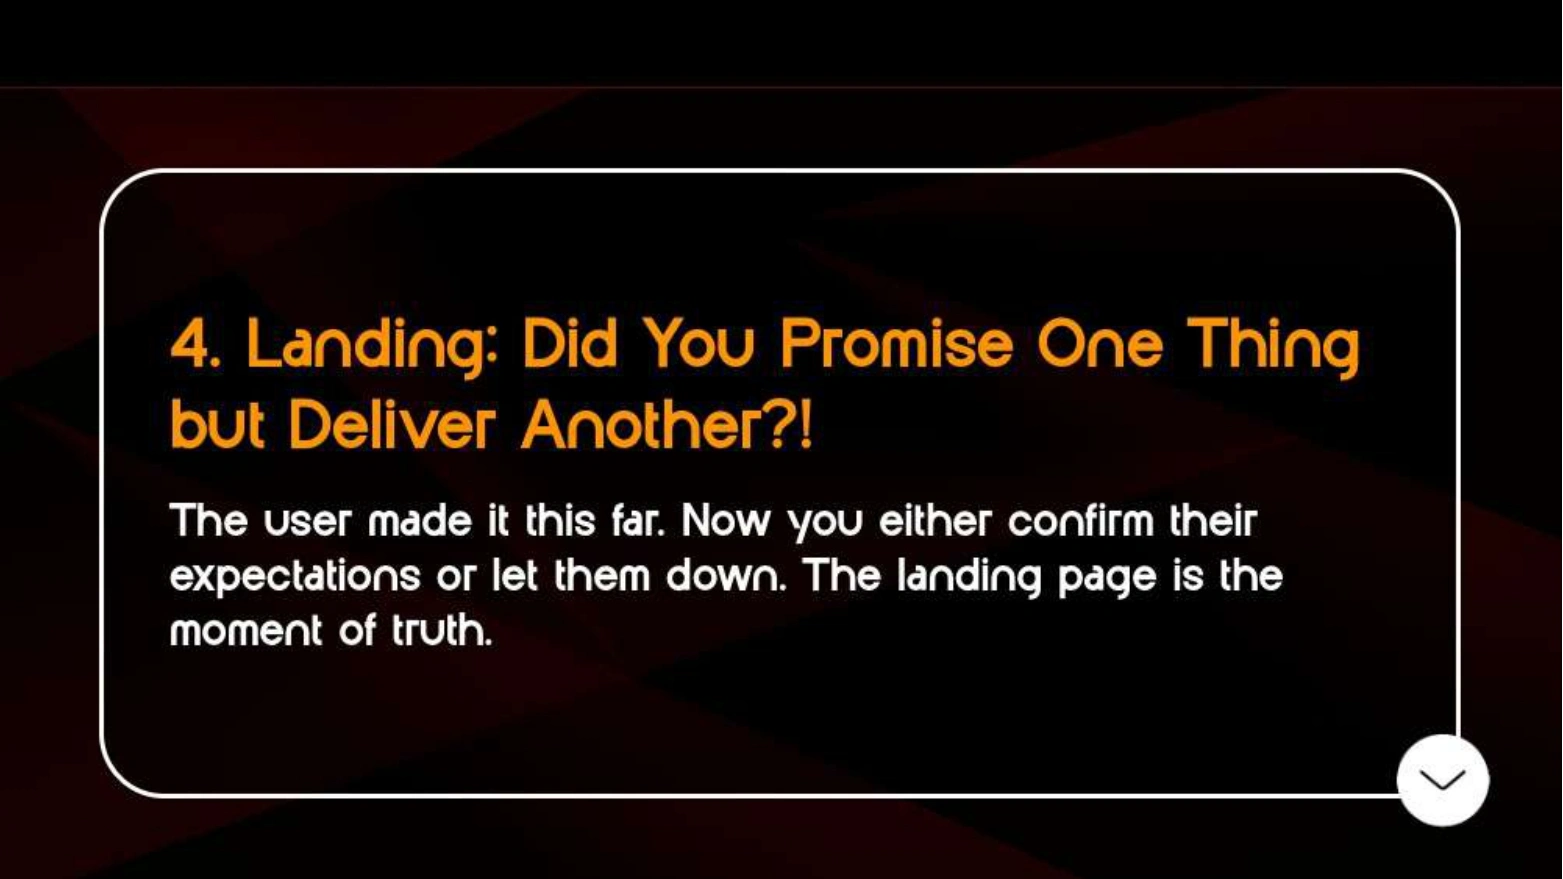 4. Landing: Did You Promise One Thing
but Deliver Another?!
The user made it this far. Now you either confirm their
expectations or let them down. The landing page is the
moment of truth.